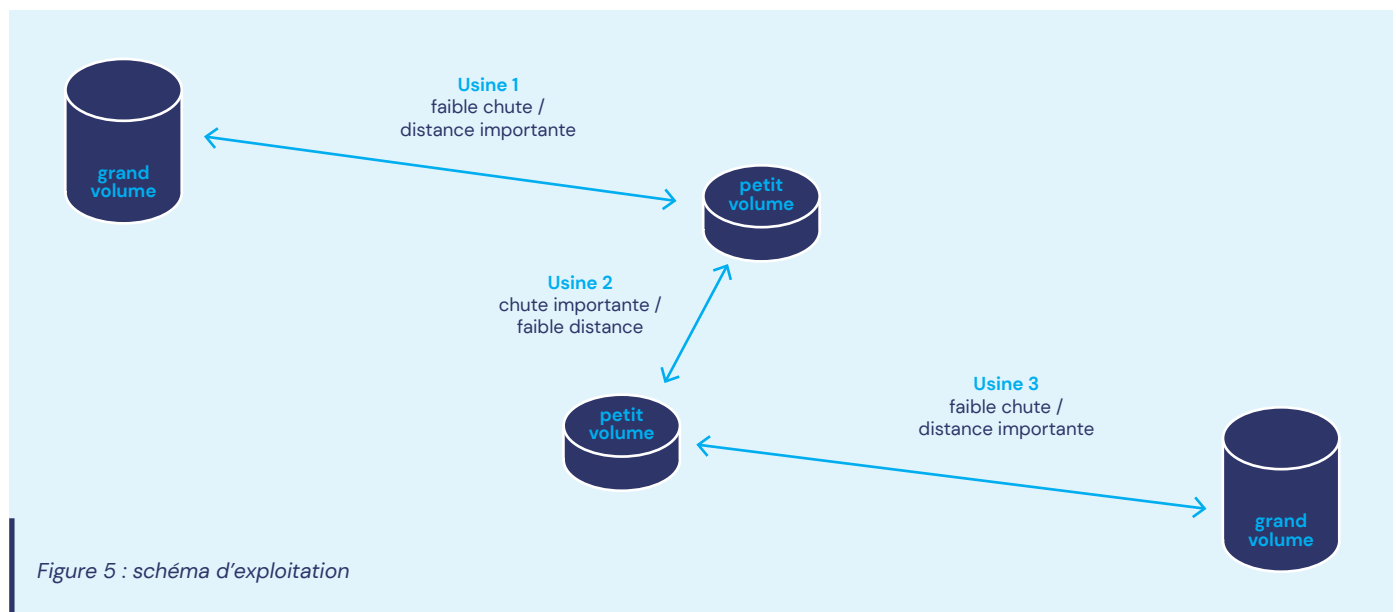 Usine 1
faible chute /
distance importante
grand
volume
petit
volume
Usine 2
chute importante /
faible distance
Usine 3
faible chute /
distance importante
petit
volume
grand
volume
Figure 5 : schéma d’exploitation